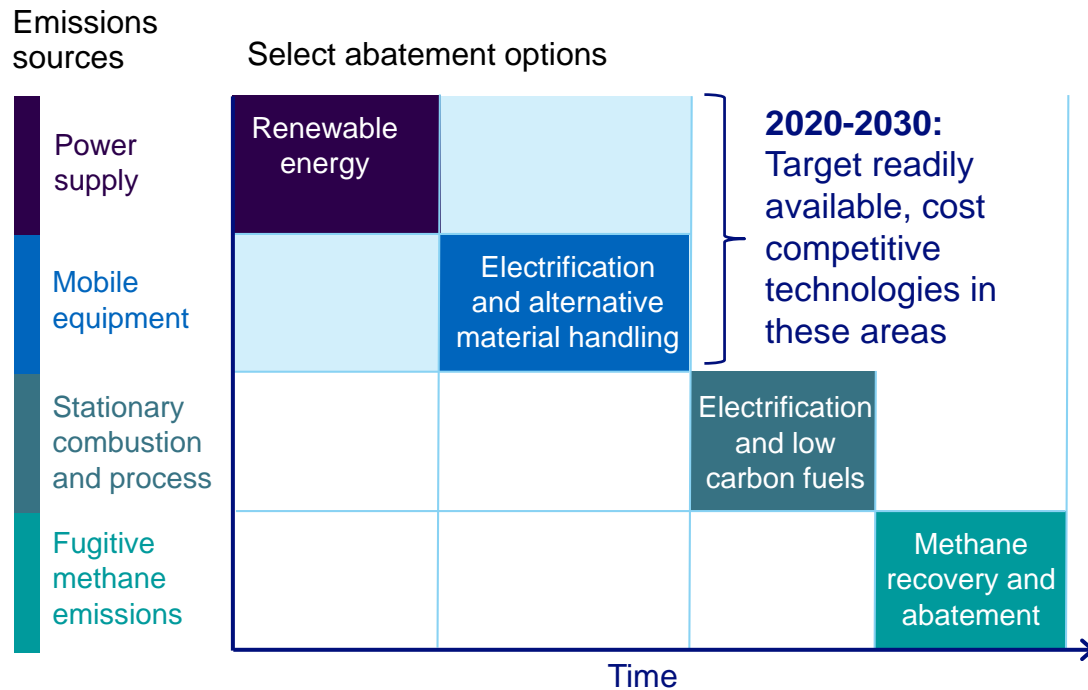 Emissions
sources
Select abatement options
Power
supply
Renewable
energy
2020-2030:
Target readily
available, cost
competitive
technologies in
these areas
Mobile
equipment
Electrification
and alternative
material handling
Stationary
combustion
and process
Electrification
and low
carbon fuels
Fugitive
methane
emissions
Methane
recovery and
abatement
Time